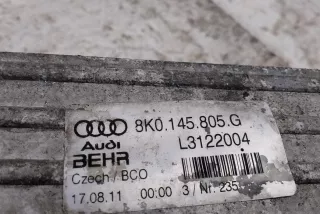 8K0.145.805.G
Audi
L3122004
BEHR
Czech / BCO
17.08.11 00:00 3 / Nr. 235